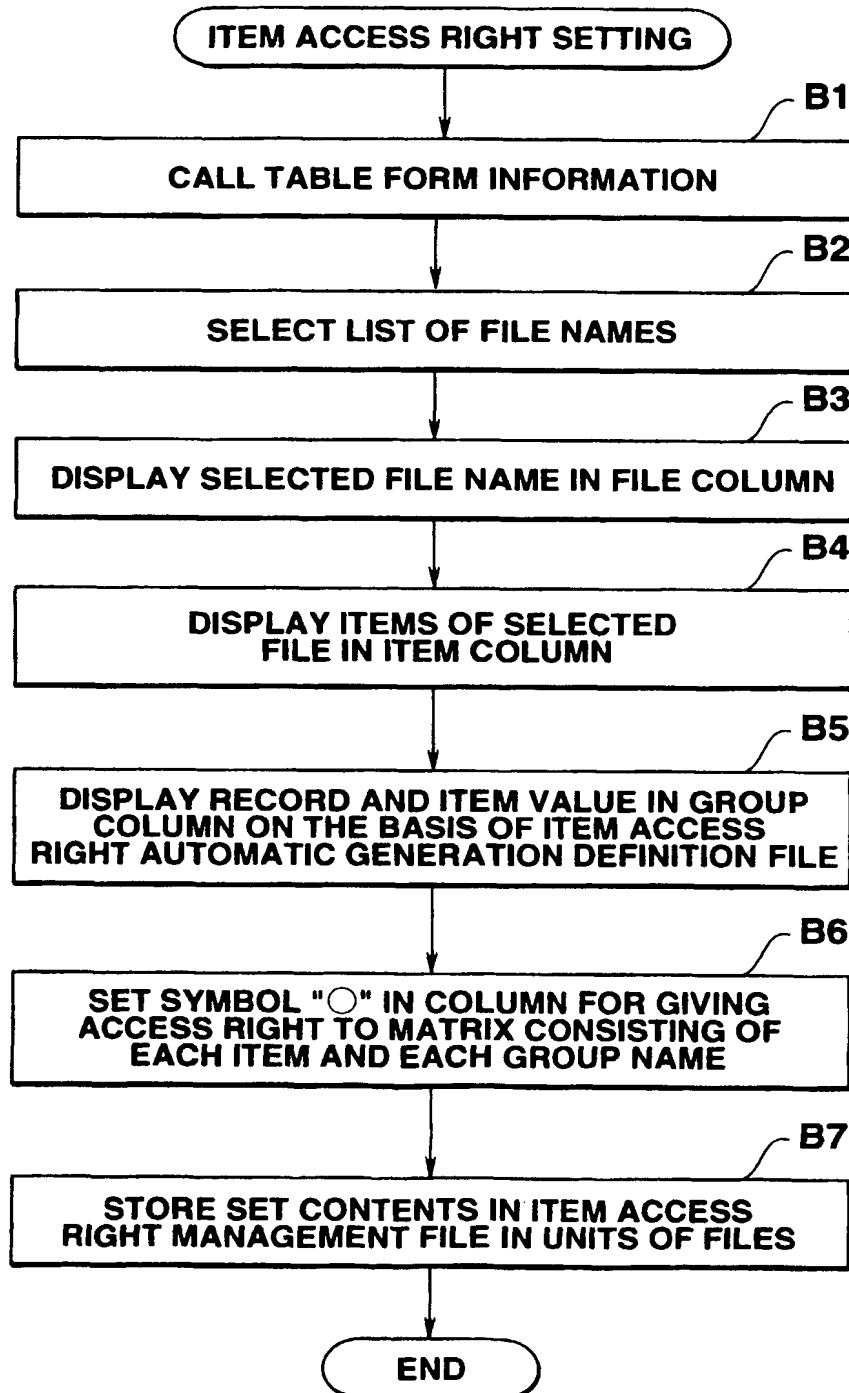 ITEM ACCESS RIGHT SETTING
B1
CALL TABLE FORM INFORMATION
B2
SELECT LIST OF FILE NAMES
B3
DISPLAY SELECTED FILE NAME IN FILE COLUMN
B4
DISPLAY ITEMS OF SELECTED
FILE IN ITEM COLUMN
B5
DISPLAY RECORD AND ITEM VALUE IN GROUP
COLUMN ON THE BASIS OF ITEM ACCESS
RIGHT AUTOMATIC GENERATION DEFINITION FILE
B6
SET SYMBOL "○" IN COLUMN FOR GIVING
ACCESS RIGHT TO MATRIX CONSISTING OF
EACH ITEM AND EACH GROUP NAME
B7
STORE SET CONTENTS IN ITEM ACCESS
RIGHT MANAGEMENT FILE IN UNITS OF FILES
END